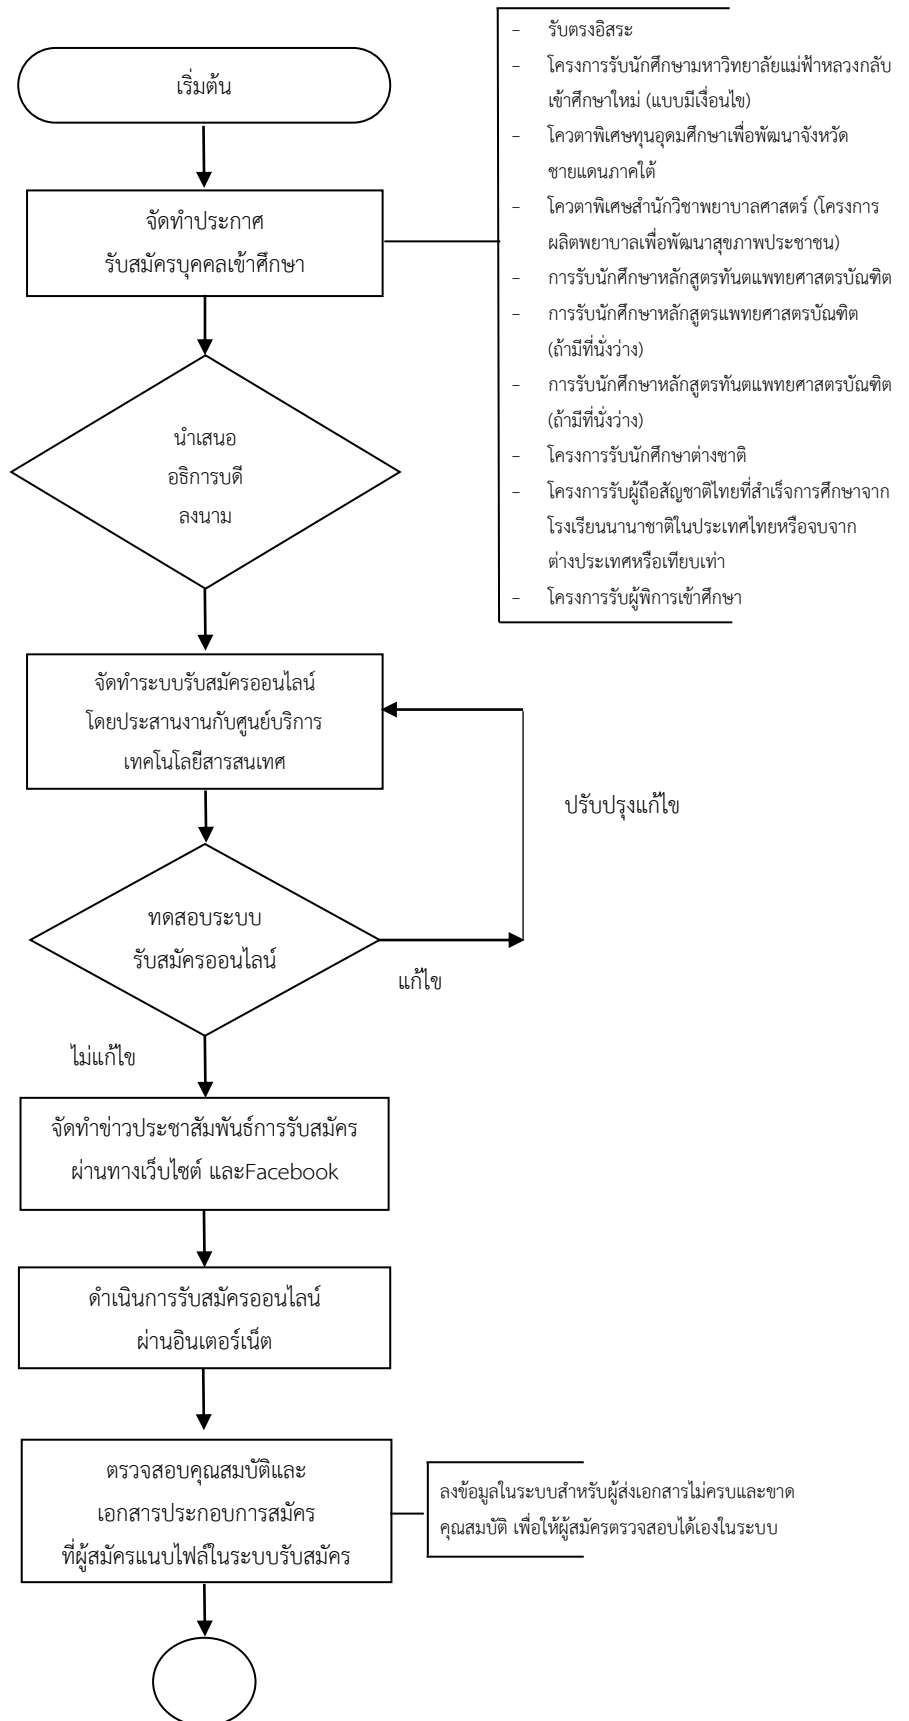 เริ่มต้น
จัดทำประกาศ
รับสมัครบุคคลเข้าศึกษา
– รับตรงอิสระ
– โครงการรับนักศึกษามหาวิทยาลัยแม่ฟ้าหลวงกลับ
เข้าศึกษาใหม่ (แบบมีเงื่อนไข)
– โควตาพิเศษทุนอุดมศึกษาเพื่อพัฒนาจังหวัด
ชายแดนภาคใต้
– โควตาพิเศษสำนักวิชาพยาบาลศาสตร์ (โครงการ
ผลิตพยาบาลเพื่อพัฒนาสุขภาพประชาชน)
– การรับนักศึกษาหลักสูตรทันตแพทยศาสตรบัณฑิต
– การรับนักศึกษาหลักสูตรแพทยศาสตรบัณฑิต
(ถ้ามีที่นั่งว่าง)
– การรับนักศึกษาหลักสูตรทันตแพทยศาสตรบัณฑิต
(ถ้ามีที่นั่งว่าง)
– โครงการรับนักศึกษาต่างชาติ
– โครงการรับผู้ถือสัญชาติไทยที่สำเร็จการศึกษาจาก
โรงเรียนนานาชาติในประเทศไทยหรือจบจาก
ต่างประเทศหรือเทียบเท่า
– โครงการรับผู้พิการเข้าศึกษา
นำเสนอ
อธิการบดี
ลงนาม
จัดทำระบบรับสมัครออนไลน์
โดยประสานงานกับศูนย์บริการ
เทคโนโลยีสารสนเทศ
ปรับปรุงแก้ไข
ทดสอบระบบ
รับสมัครออนไลน์
แก้ไข
ไม่แก้ไข
จัดทำข่าวประชาสัมพันธ์การรับสมัคร
ผ่านทางเว็บไซต์ และFacebook
ดำเนินการรับสมัครออนไลน์
ผ่านอินเตอร์เน็ต
ตรวจสอบคุณสมบัติและ
เอกสารประกอบการสมัคร
ที่ผู้สมัครแนบไฟล์ในระบบรับสมัคร
ลงข้อมูลในระบบสำหรับผู้ส่งเอกสารไม่ครบและขาด
คุณสมบัติ เพื่อให้ผู้สมัครตรวจสอบได้เองในระบบ